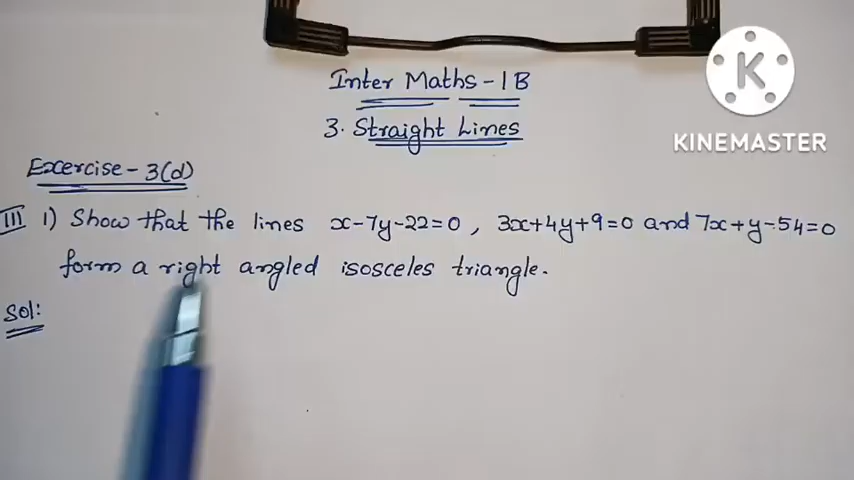 Inter Maths - 1B
K
KINEMASTER
3. Straight Lines
Excercise - 3(d)
III 1) Show that the lines x-7y-22=0, 3x+4y+9=0 and 7x+y-54=0
form a right angled isosceles triangle.
Sol: